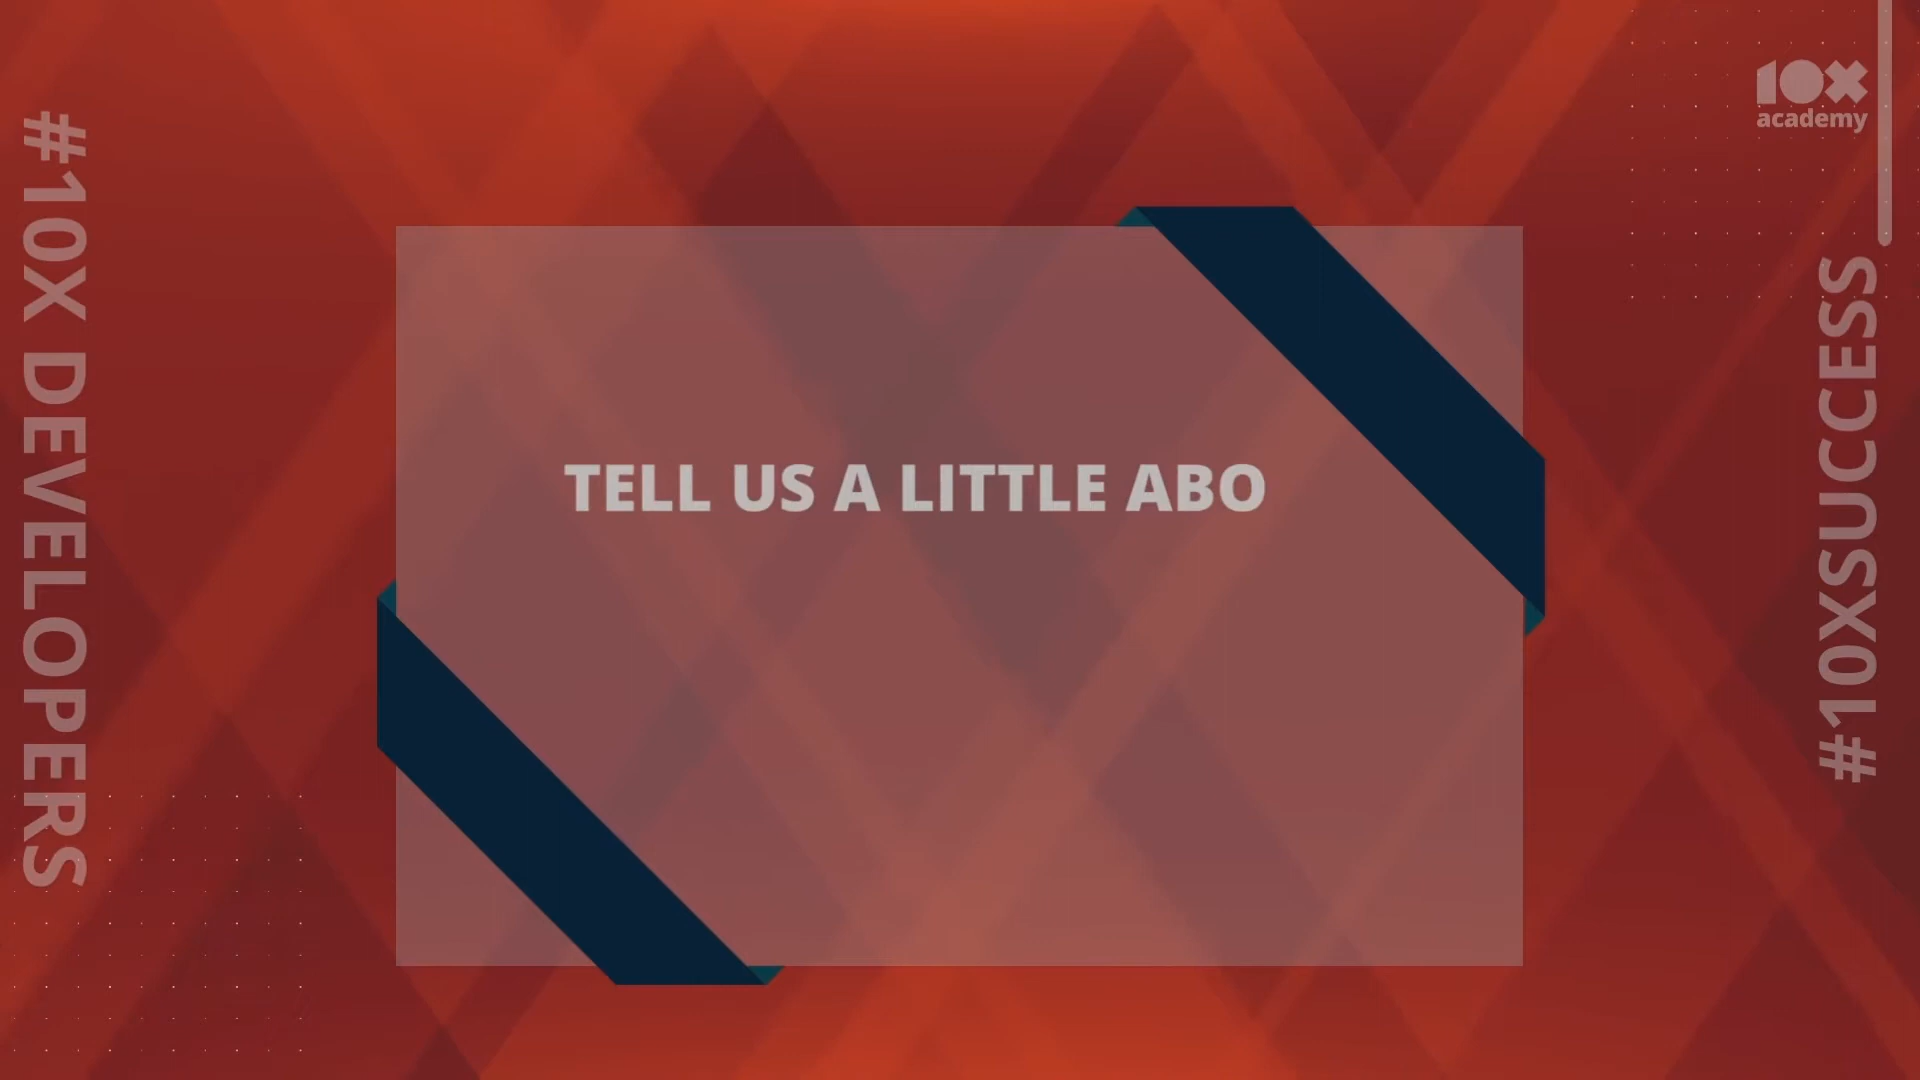 #10X DEVELOPERS
10x
academy
TELL US A LITTLE ABO
#10XSUCCESS